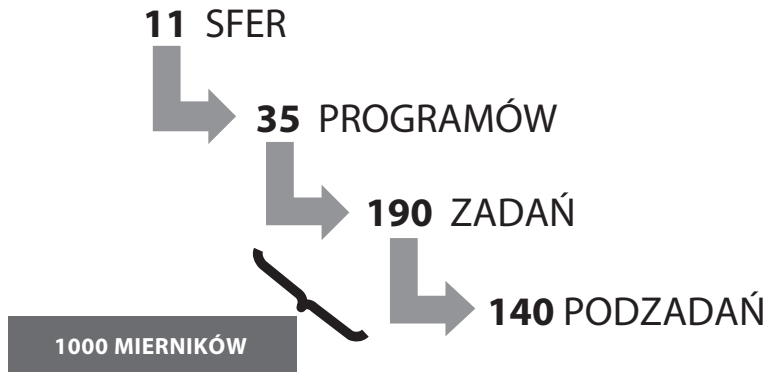 11 SFER
35 PROGRAMÓW
190 ZADAŃ
140 PODZADAŃ
1000 MIERNIKÓW